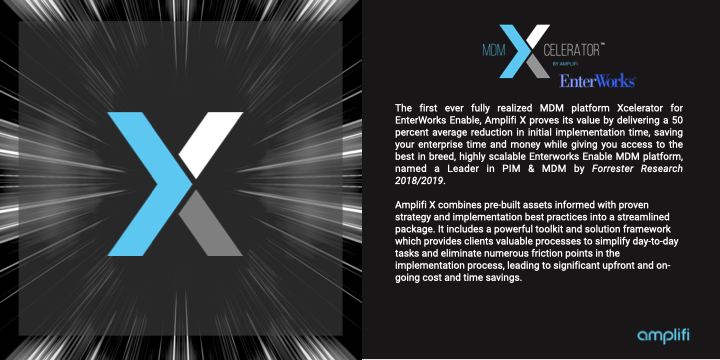 MDM XCELERATOR™
BY AMPLIFI
EnterWorks
The first ever fully realized MDM platform Xcelerator for
EnterWorks Enable, Amplifi X proves its value by delivering a 50
percent average reduction in initial implementation time, saving
your enterprise time and money while giving you access to the
best in breed, highly scalable Enterworks Enable MDM platform,
named a Leader in PIM & MDM by Forrester Research
2018/2019.
Amplifi X combines pre-built assets informed with proven
strategy and implementation best practices into a streamlined
package. It includes a powerful toolkit and solution framework
which provides clients valuable processes to simplify day-to-day
tasks and eliminate numerous friction points in the
implementation process, leading to significant upfront and on-
going cost and time savings.
amplifi